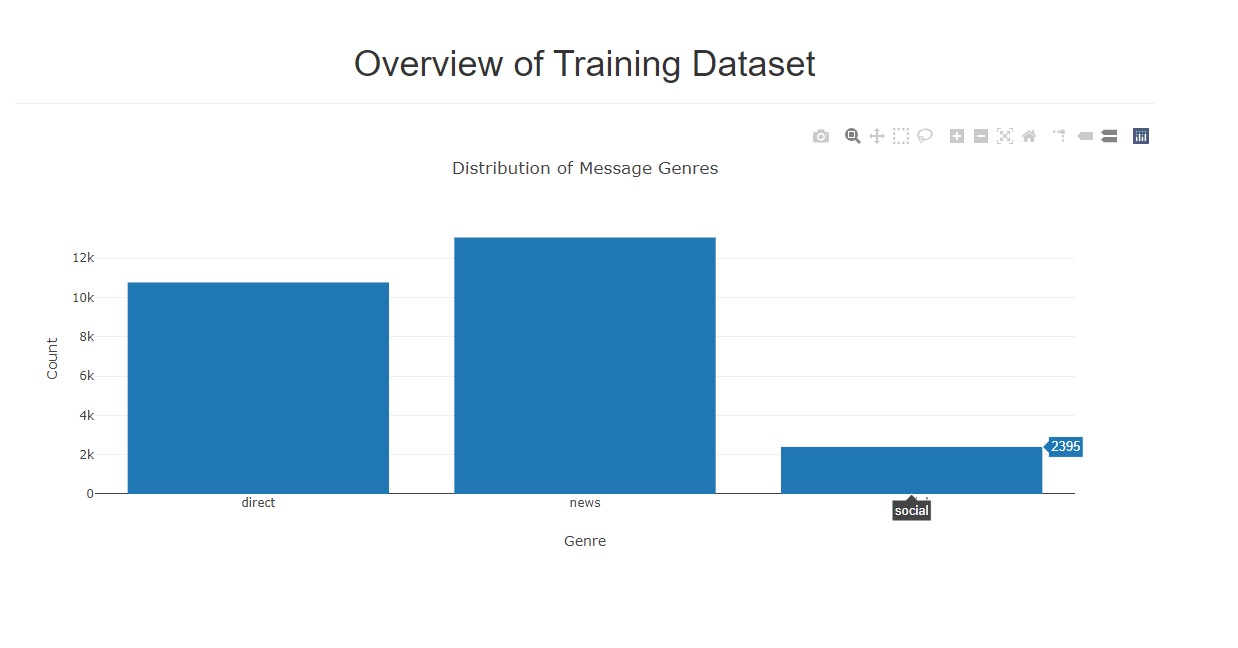 Overview of Training Dataset
Distribution of Message Genres
12k
10k
8k
6k
4k
2k
0
Count
2395
direct
news
social
Genre